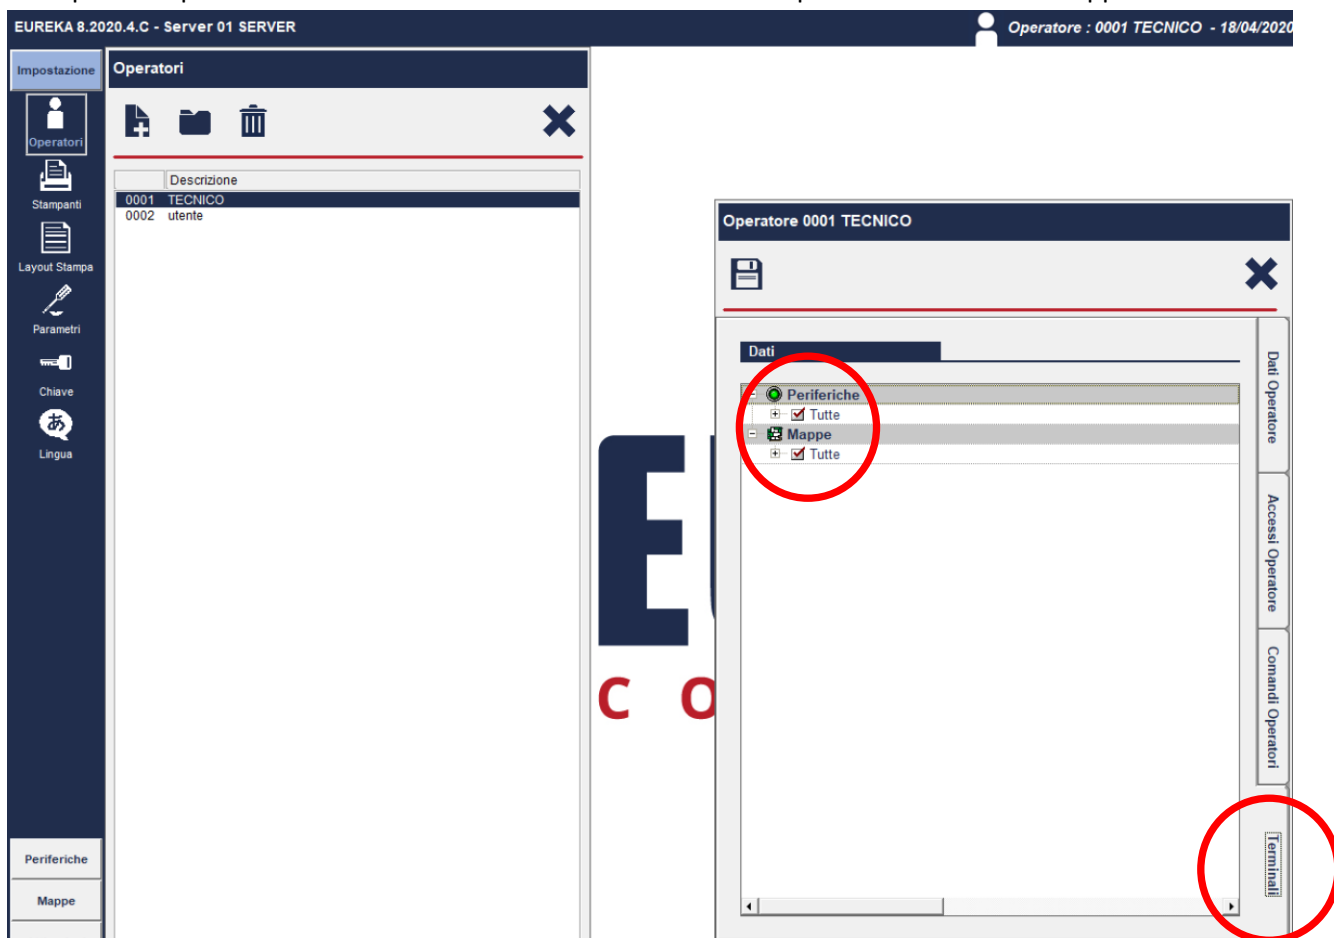 EUREKA 8.2020.4.C - Server 01 SERVER
Operatore : 0001 TECNICO - 18/04/2020
Impostazione
Operatori
Stampanti
Layout Stampa
Parametri
Chiave
あ
Lingua
Periferiche
Mappe
Operatori
Descrizione
0001 TECNICO
0002 utente
C O
Operatore 0001 TECNICO
Dati
Periferiche
Tutte
Mappe
Tutte
Dati Operatore
Accessi Operatore
Comandi Operatori
Terminali